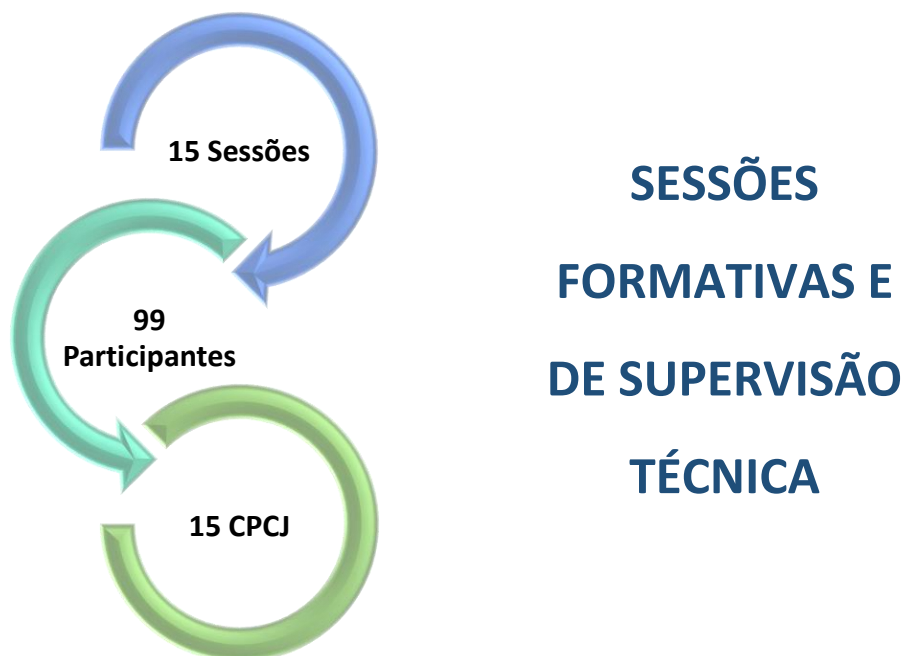 15 Sessões
99
Participantes
15 CPCJ
SESSÕES
FORMATIVAS E
DE SUPERVISÃO
TÉCNICA